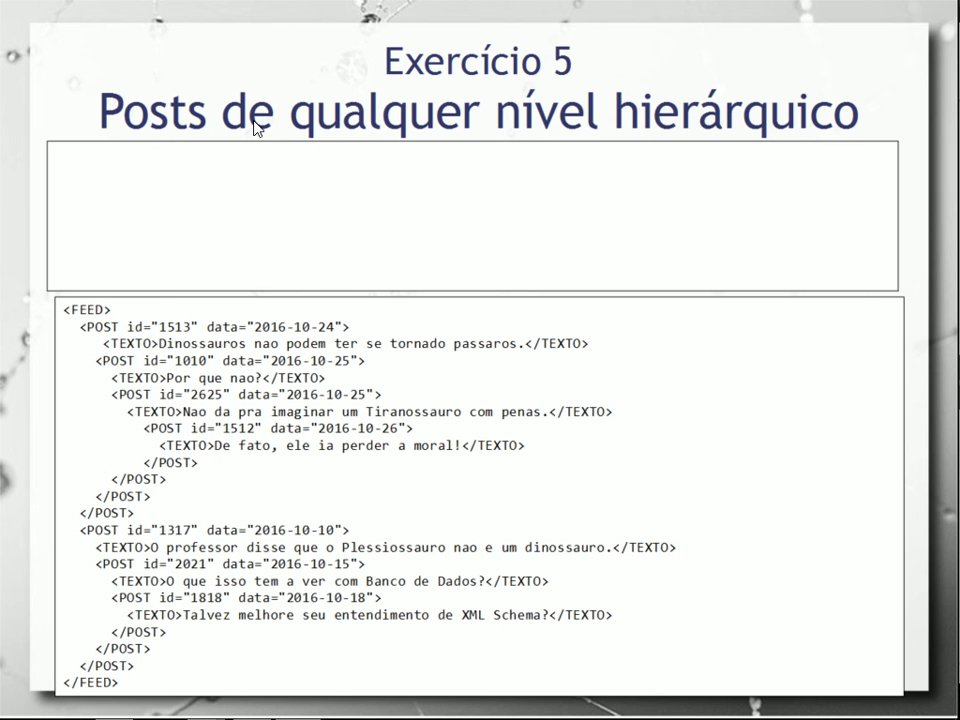 Exercício 5
Posts de qualquer nível hierárquico
<FEED>
<POST id="1513" data="2016-10-24">
<TEXTO>Dinossauros nao podem ter se tornado passaros.</TEXTO>
<POST id="1010" data="2016-10-25">
<TEXTO>Por que nao?</TEXTO>
<POST id="2625" data="2016-10-25">
<TEXTO>Nao da pra imaginar um Tiranossauro com penas.</TEXTO>
<POST id="1512" data="2016-10-26">
<TEXTO>De fato, ele ia perder a moral!</TEXTO>
</POST>
</POST>
</POST>
</POST>
<POST id="1317" data="2016-10-10">
<TEXTO>O professor disse que o Plessiossauro nao e um dinossauro.</TEXTO>
<POST id="2021" data="2016-10-15">
<TEXTO>O que isso tem a ver com Banco de Dados?</TEXTO>
<POST id="1818" data="2016-10-18">
<TEXTO>Talvez melhore seu entendimento de XML Schema?</TEXTO>
</POST>
</POST>
</POST>
</FEED>